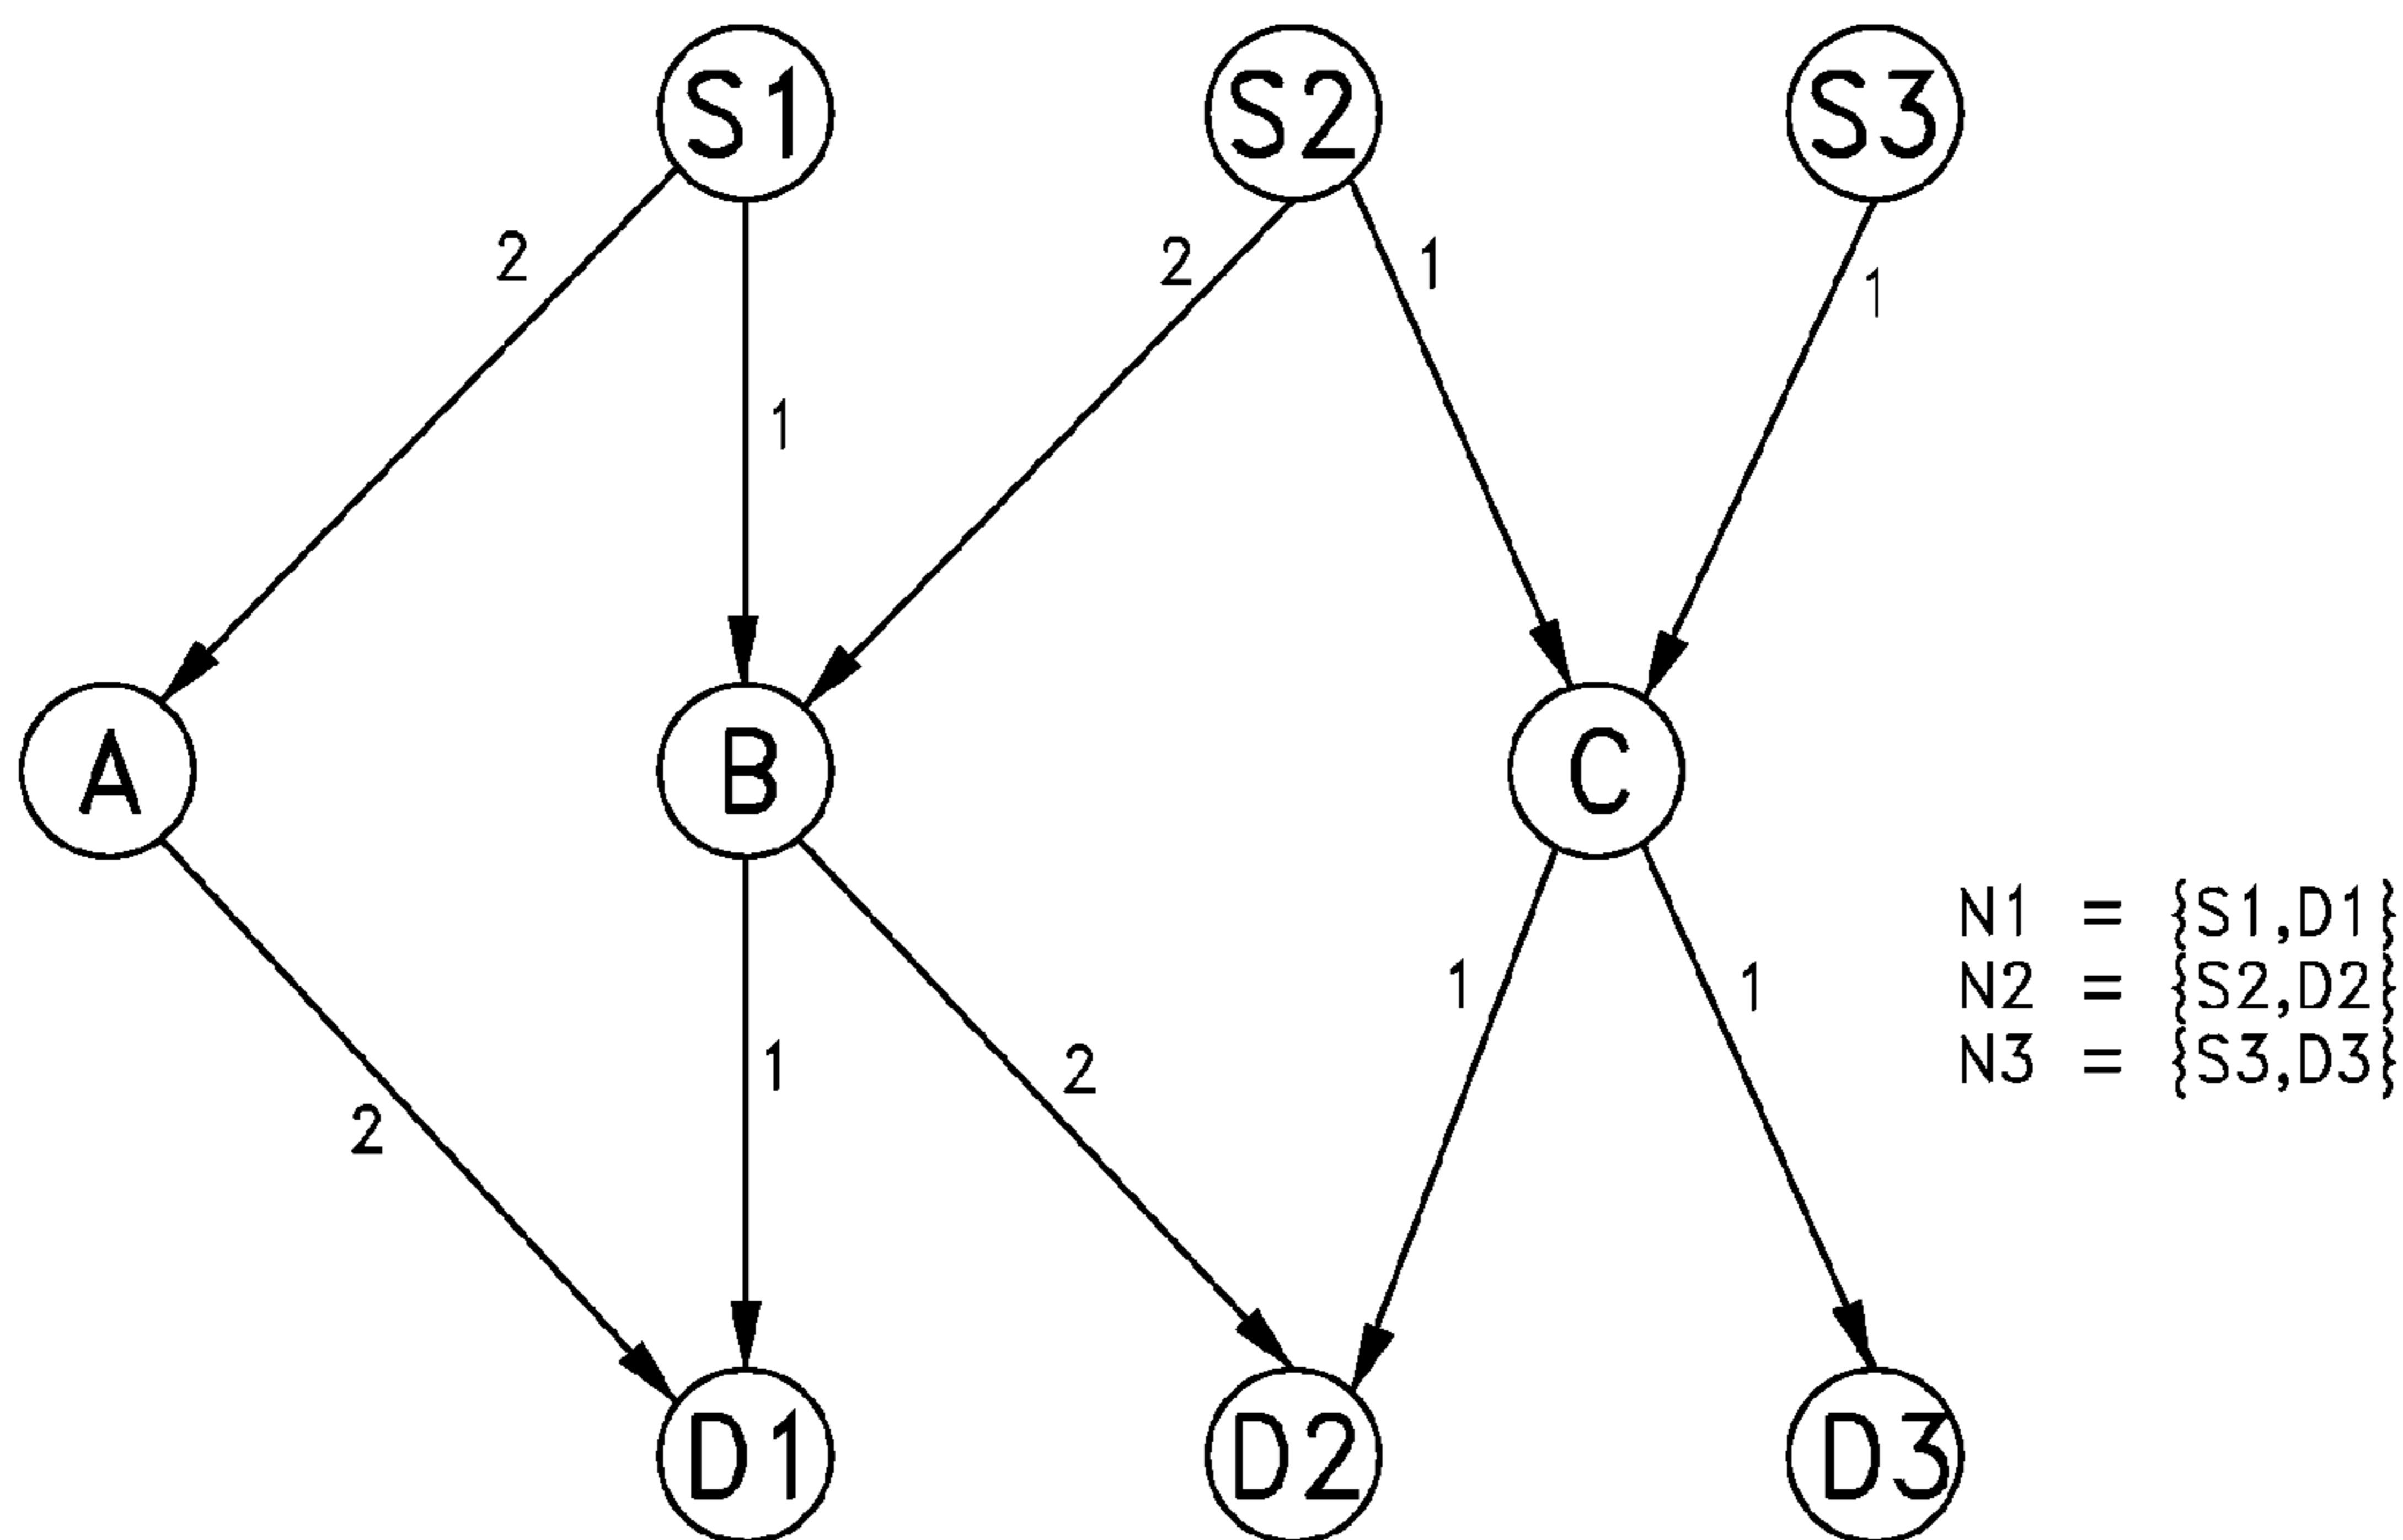 S1 S2 S3
2 2 1 1
1
A B C
N1 = {S1,D1}
1 1 N2 = {S2,D2}
1 2 N3 = {S3,D3}
2
D1 D2 D3